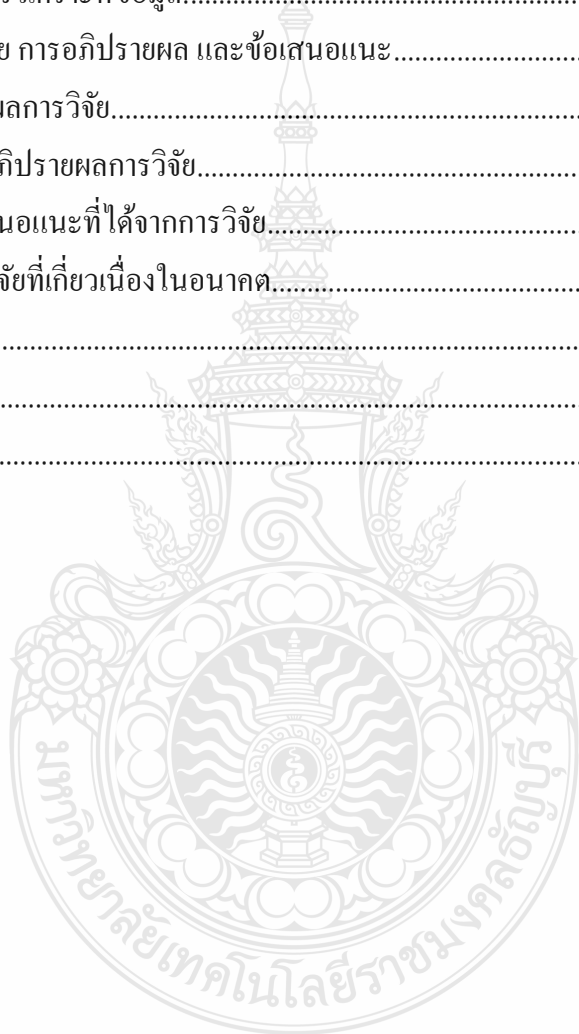 ข้อมูล........................................................................
การอภิปรายผล และข้อเสนอแนะ...................................
ผลการวิจัย......................................................................
ภิปรายผลการวิจัย........................................................
นอแนะที่ได้จากการวิจัย..............................................
จัยที่เกี่ยวเนื่องในอนาคต.............................................
....................................................................................
....................................................................................
....................................................................................
มหาวิทยาลัยเทคโนโลยีราชมงคลธัญบุรี